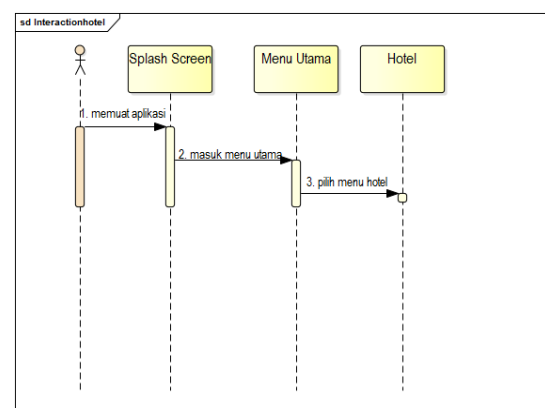 sd Interactionhotel
Splash Screen
Menu Utama
Hotel
1. memuat aplikasi
2. masuk menu utama
3. pilih menu hotel